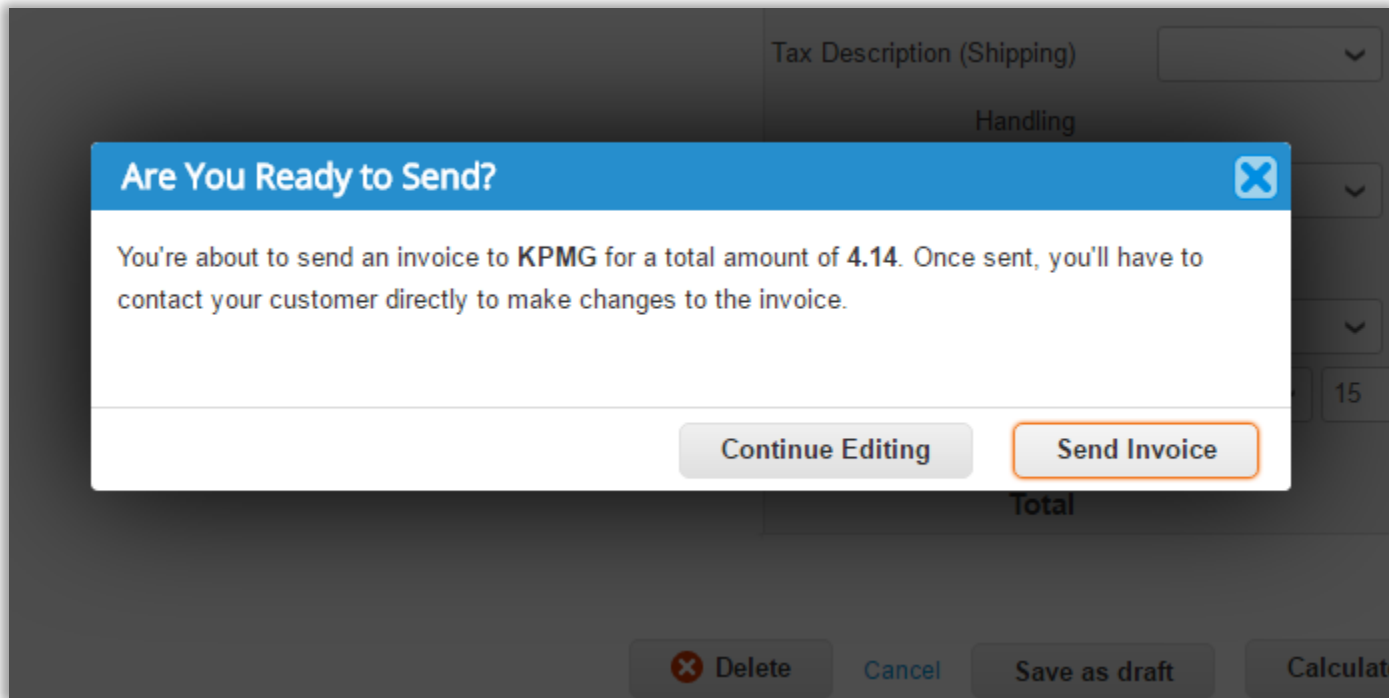 Tax Description (Shipping)
Handling
Are You Ready to Send?
You're about to send an invoice to KPMG for a total amount of 4.14. Once sent, you'll have to
contact your customer directly to make changes to the invoice.
15
Continue Editing
Send Invoice
Total
Delete
Cancel
Save as draft